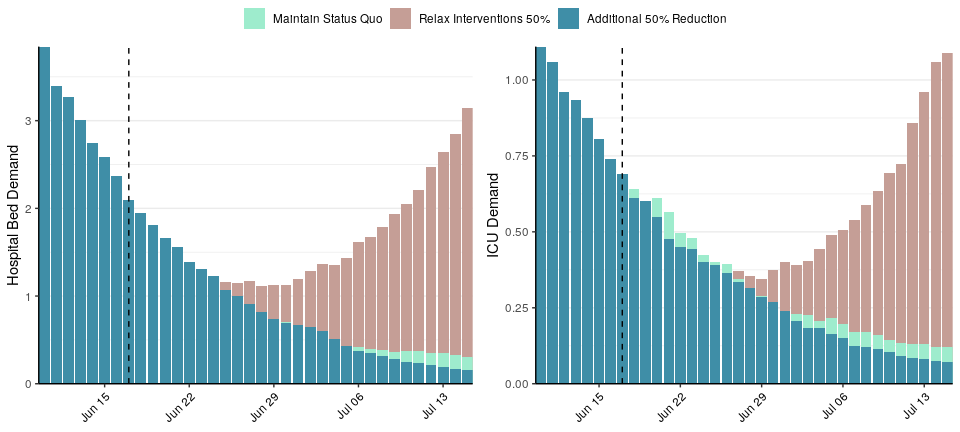 Maintain Status Quo Relax Interventions 50% Additional 50% Reduction
Hospital Bed Demand
3
2
1
0
Jun 15 Jun 22 Jun 29 Jul 06 Jul 13
ICU Demand
1.00
0.75
0.50
0.25
0.00
Jun 15 Jun 22 Jun 29 Jul 06 Jul 13